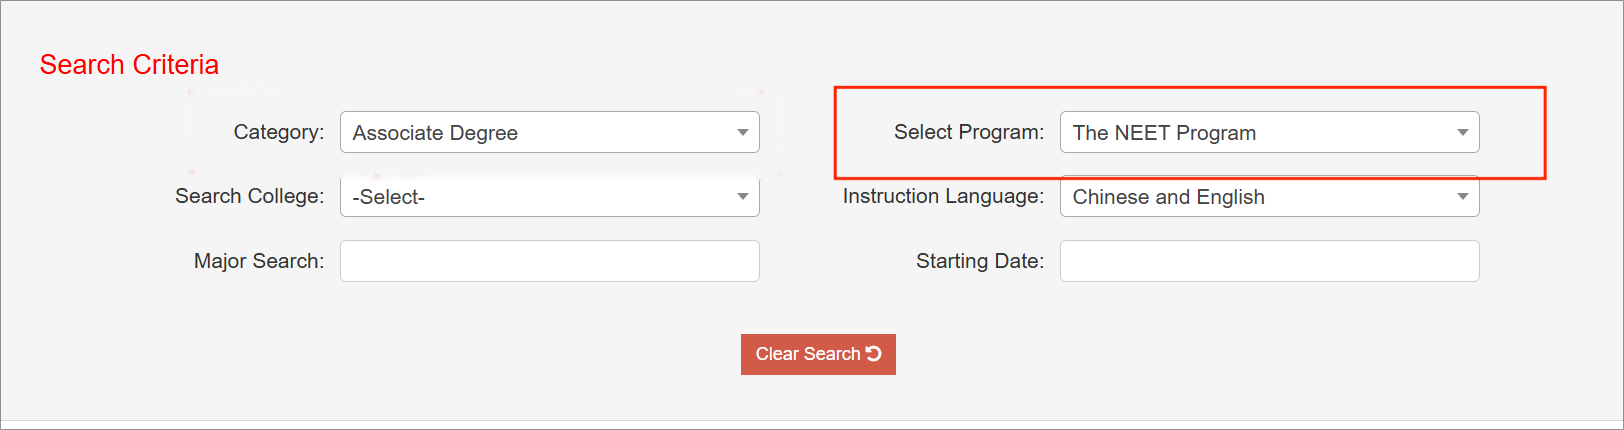 Search Criteria
Category: Associate Degree Select Program: The NEET Program
Search College: -Select- Instruction Language: Chinese and English
Major Search: Starting Date:
Clear Search